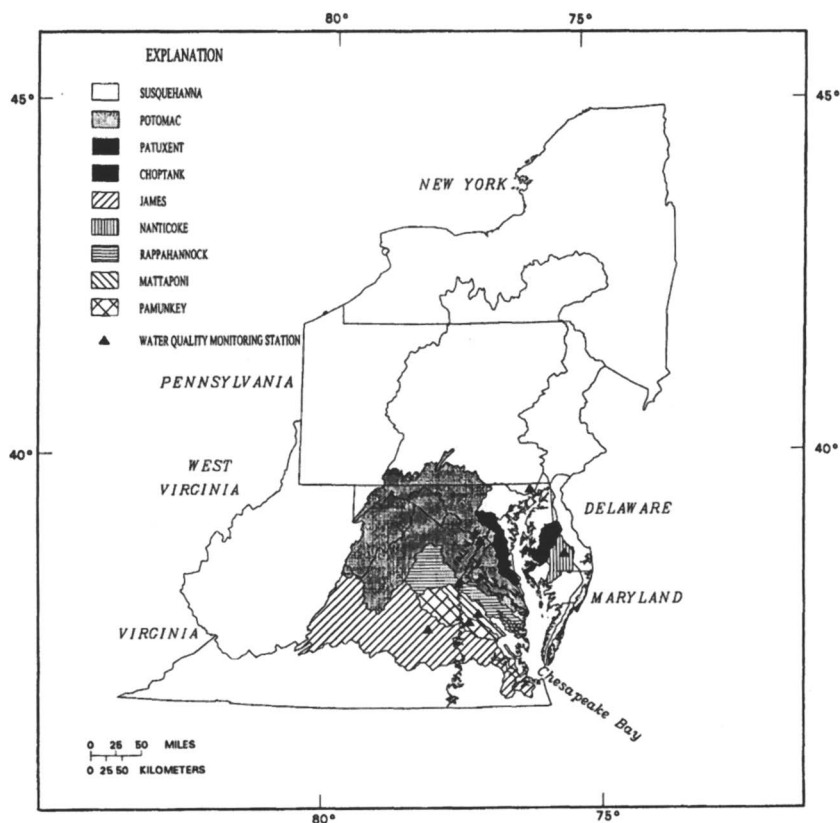 80°
75°
EXPLANATION
45°
45°
SUSQUEHANNA
POTOMAC
PATUXENT
CHOPTANK
NEW YORK
JAMES
NANTICOKE
RAPPAHANNOCK
MATTAPONI
PAMUNKEY
WATER QUALITY MONITORING STATION
PENNSYLVANIA
40°
40°
WEST
VIRGINIA
DELAWARE
MARYLAND
VIRGINIA
Chesapeake Bay
0 25 50 MILES
0 25 50 KILOMETERS
80°
75°